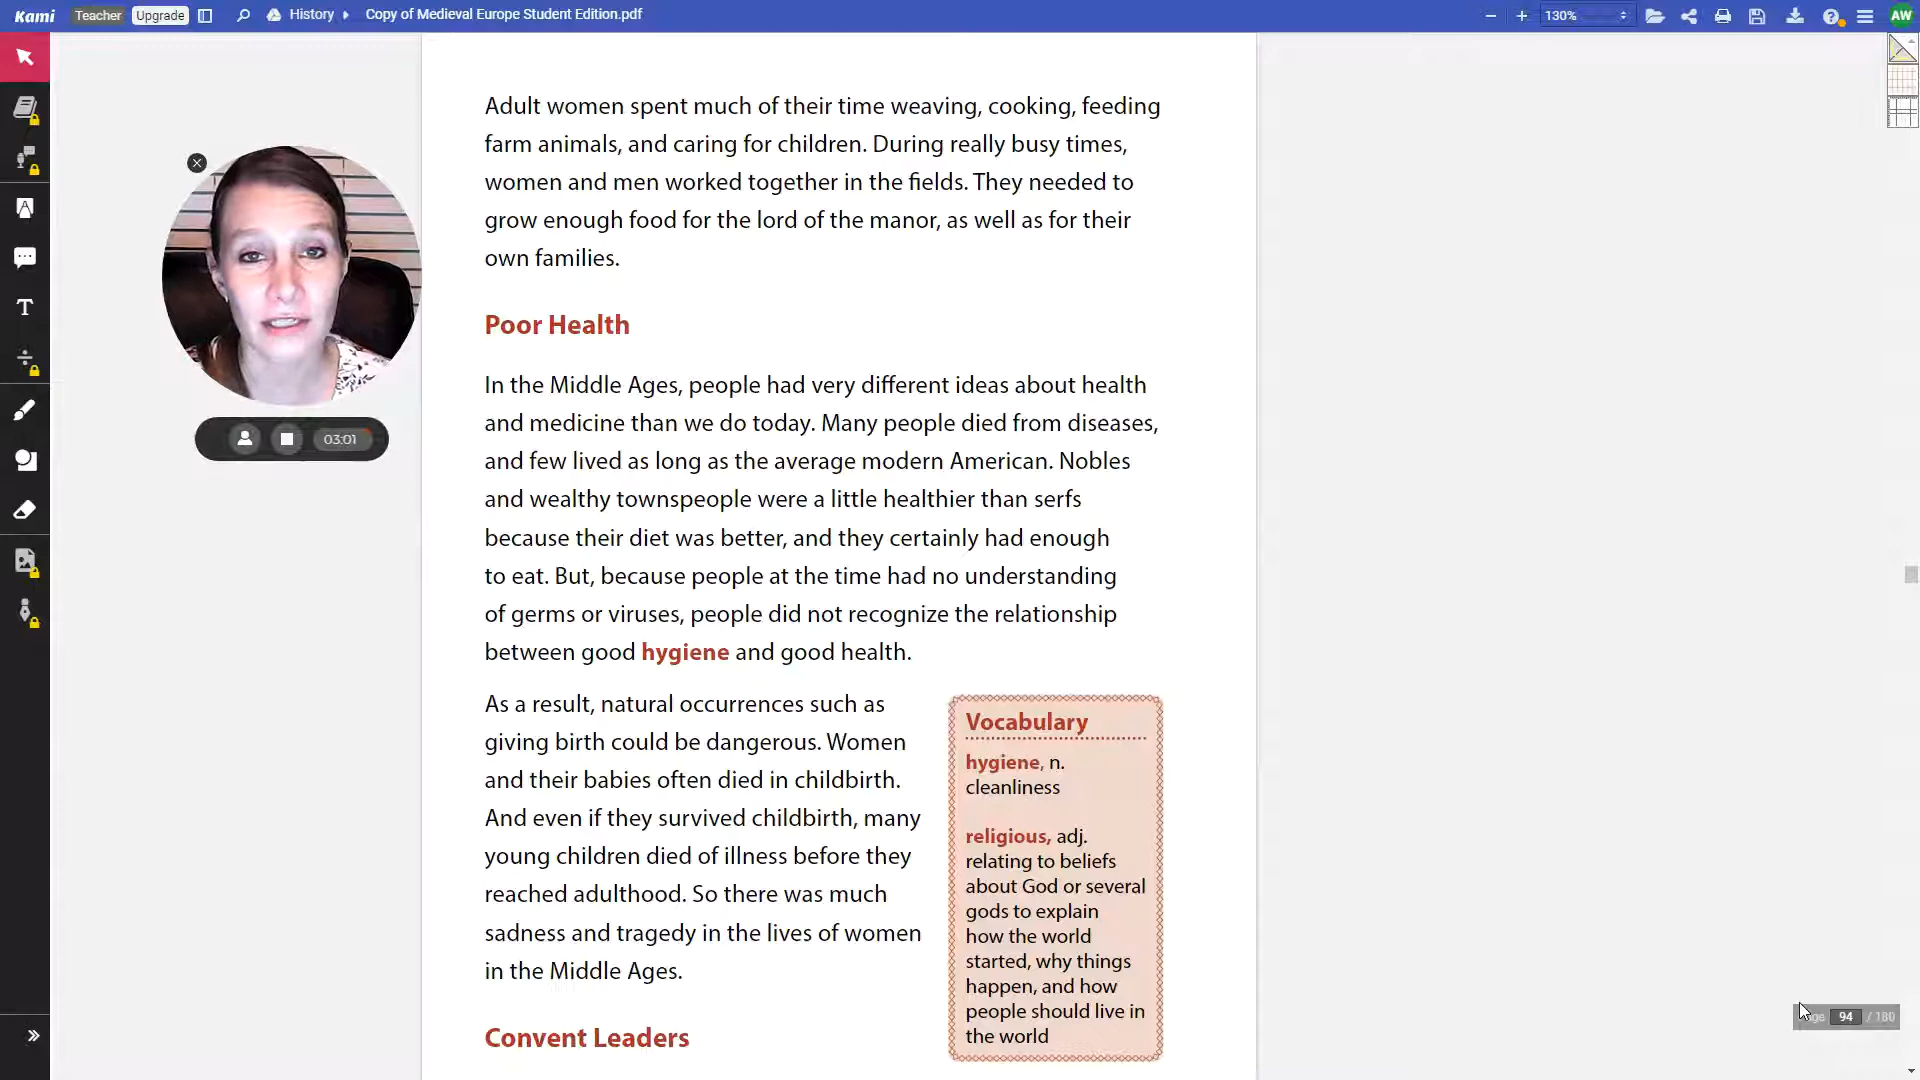 Kami Teacher Upgrade History Copy of Medieval Europe Student Edition.pdf 130% AW
Adult women spent much of their time weaving, cooking, feeding
farm animals, and caring for children. During really busy times,
women and men worked together in the fields. They needed to
grow enough food for the lord of the manor, as well as for their
own families.
Poor Health
In the Middle Ages, people had very different ideas about health
and medicine than we do today. Many people died from diseases,
and few lived as long as the average modern American. Nobles
and wealthy townspeople were a little healthier than serfs
because their diet was better, and they certainly had enough
to eat. But, because people at the time had no understanding
of germs or viruses, people did not recognize the relationship
between good hygiene and good health.
As a result, natural occurrences such as
giving birth could be dangerous. Women
and their babies often died in childbirth.
And even if they survived childbirth, many
young children died of illness before they
reached adulthood. So there was much
sadness and tragedy in the lives of women
in the Middle Ages.
Convent Leaders
Vocabulary
hygiene, n.
cleanliness
religious, adj.
relating to beliefs
about God or several
gods to explain
how the world
started, why things
happen, and how
people should live in
the world
03:01
94 / 180